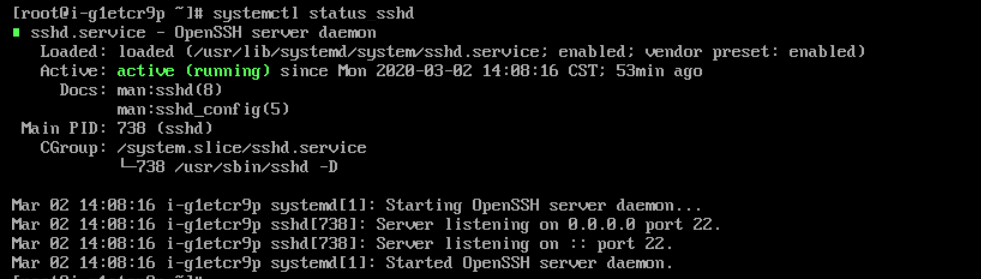 [root@i-g1etcr9p ~]# systemctl status sshd
sshd.service - OpenSSH server daemon
Loaded: loaded (/usr/lib/systemd/system/sshd.service; enabled; vendor preset: enabled)
Active: active (running) since Mon 2020-03-02 14:08:16 CST; 53min ago
Docs: man:sshd(8)
man:sshd_config(5)
Main PID: 738 (sshd)
CGroup: /system.slice/sshd.service
└─738 /usr/sbin/sshd -D
Mar 02 14:08:16 i-g1etcr9p systemd[1]: Starting OpenSSH server daemon...
Mar 02 14:08:16 i-g1etcr9p sshd[738]: Server listening on 0.0.0.0 port 22.
Mar 02 14:08:16 i-g1etcr9p sshd[738]: Server listening on :: port 22.
Mar 02 14:08:16 i-g1etcr9p systemd[1]: Started OpenSSH server daemon.